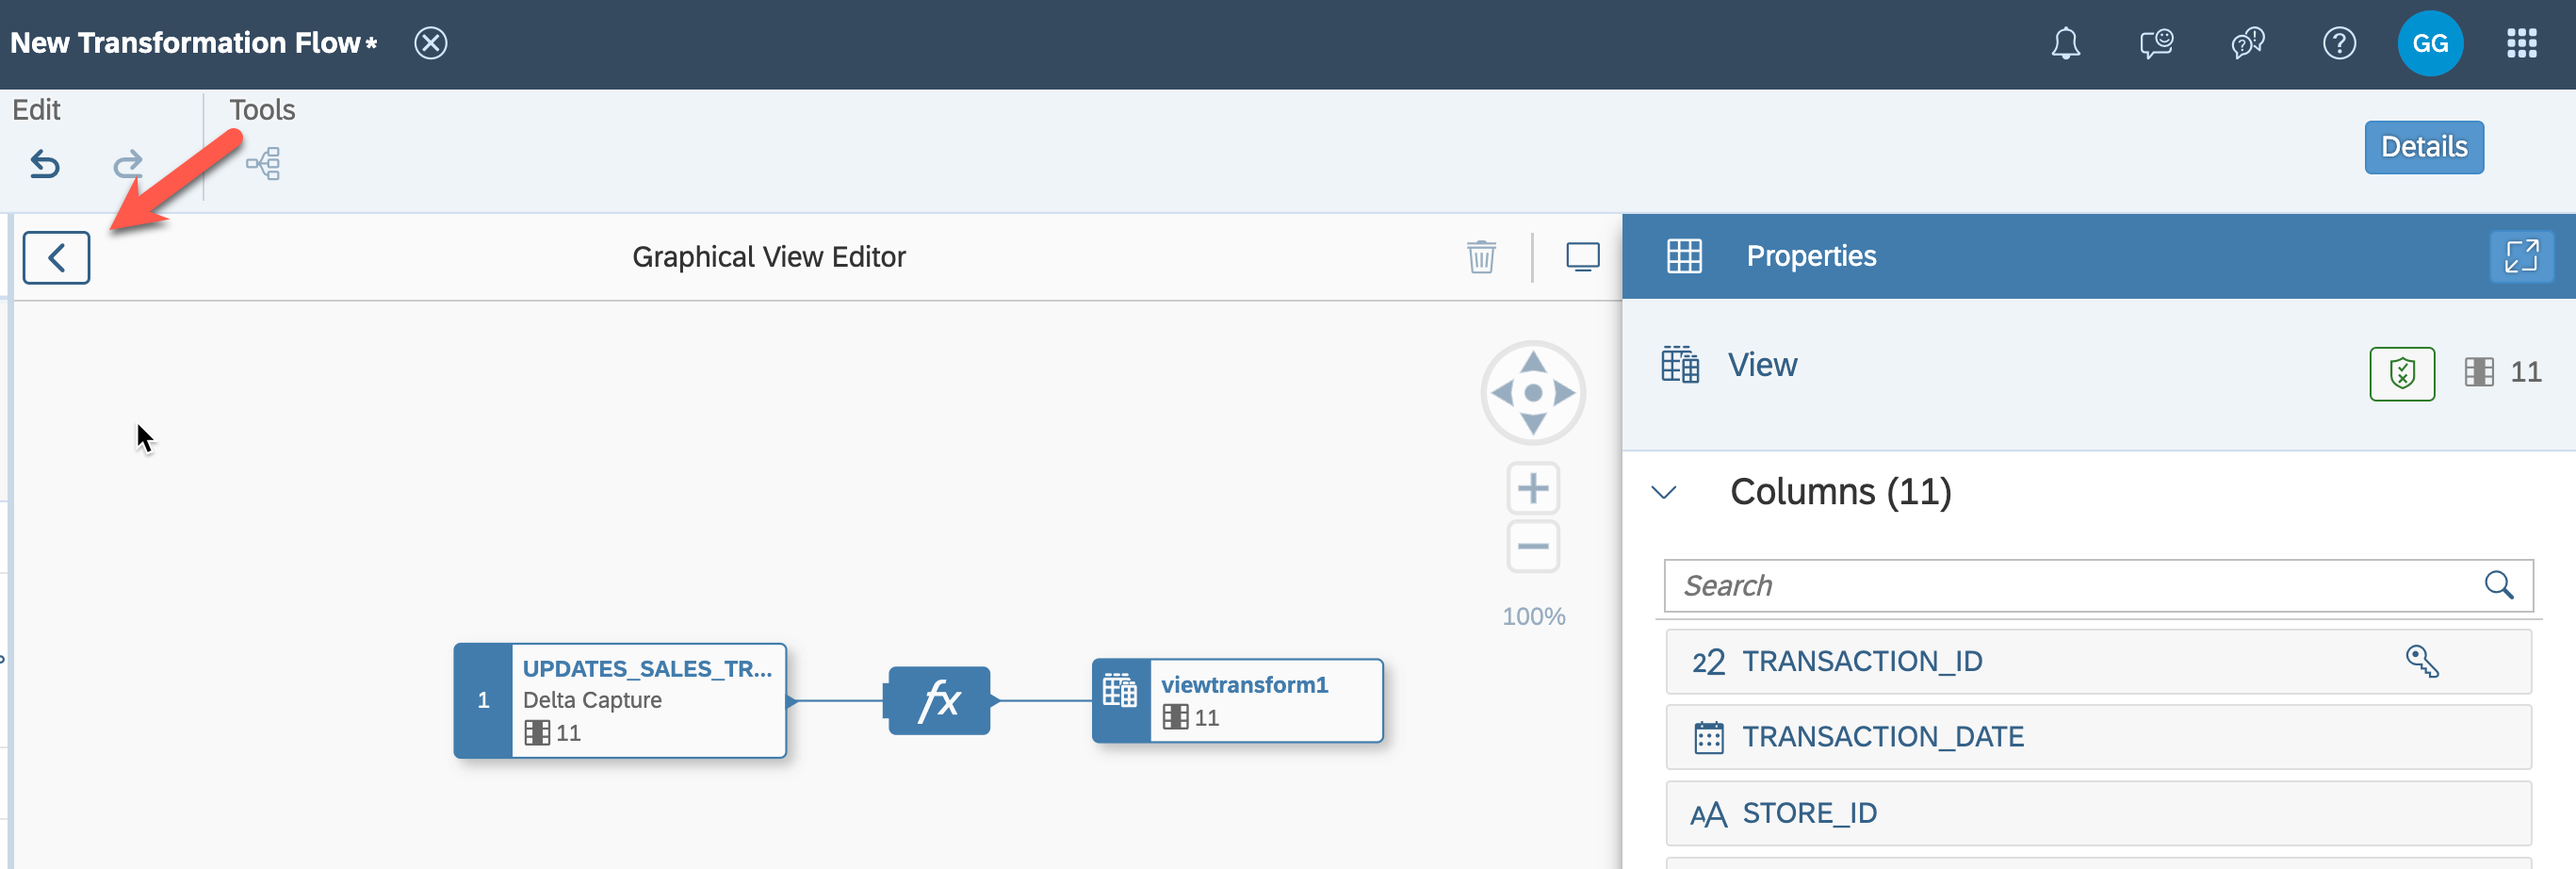 New Transformation Flow*
GG
Edit
Tools
Details
Graphical View Editor
Properties
View
11
Columns (11)
Search
100%
1
UPDATES_SALES_TR...
Delta Capture
11
fx
viewtransform1
11
22 TRANSACTION_ID
TRANSACTION_DATE
AA STORE_ID